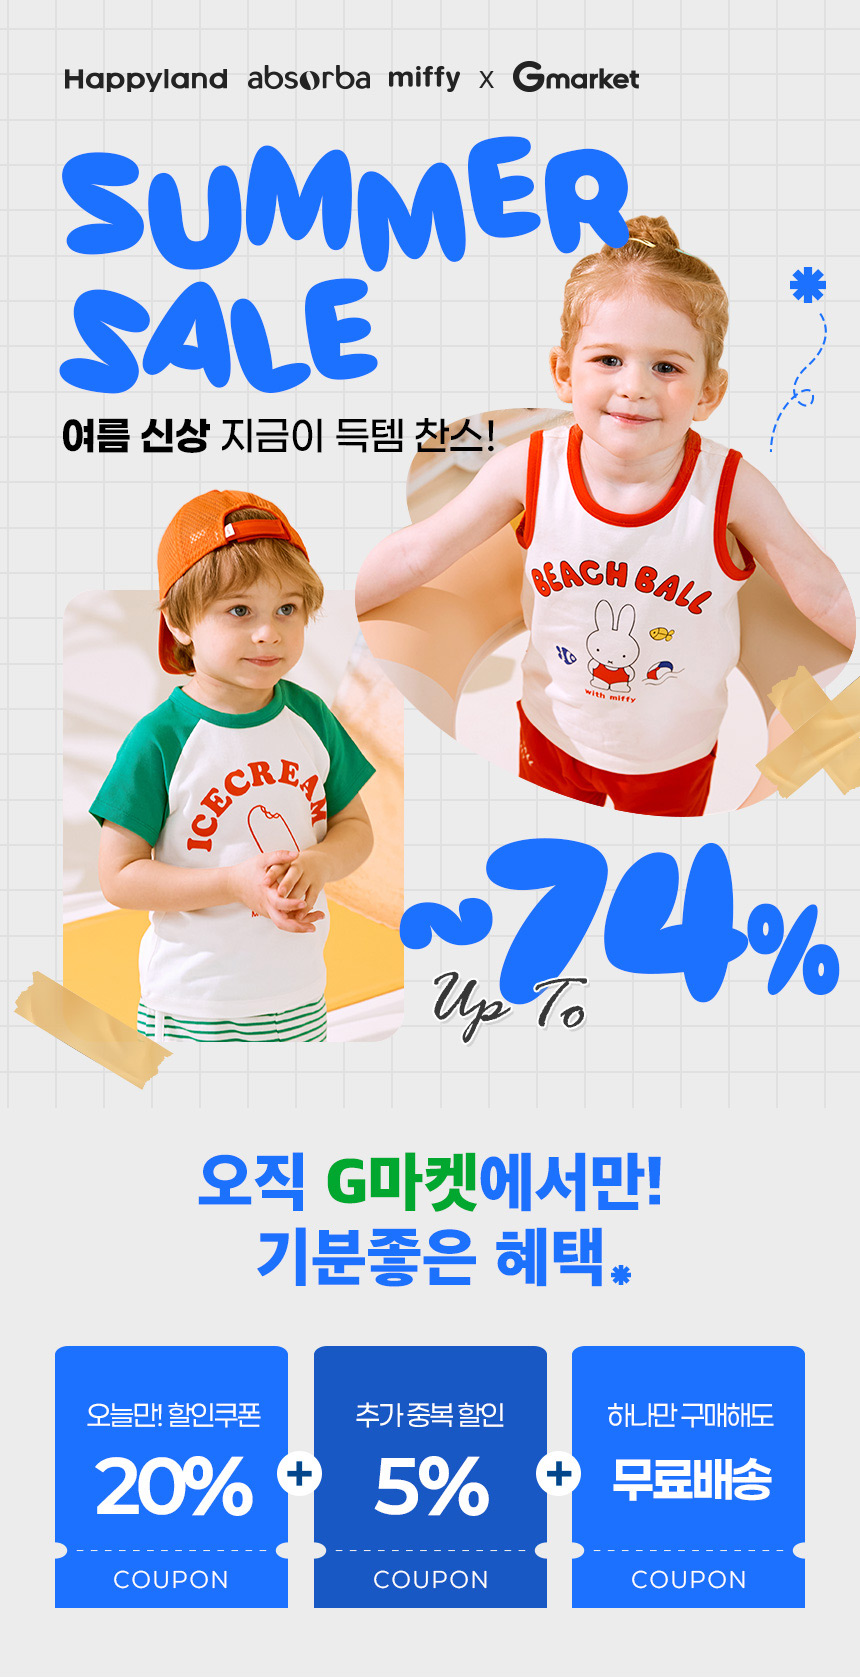 Happyland absorba miffy x Gmarket
SUMMER
SALE
여름 신상 지금이 득템 찬스!
BEACH BALL
with miffy
ICECREAM
~74%
Up To
오직 G마켓에서만!
기분좋은 혜택
오늘만! 할인쿠폰
20%
COUPON
+
추가 중복 할인
5%
COUPON
+
하나만 구매해도
무료배송
COUPON